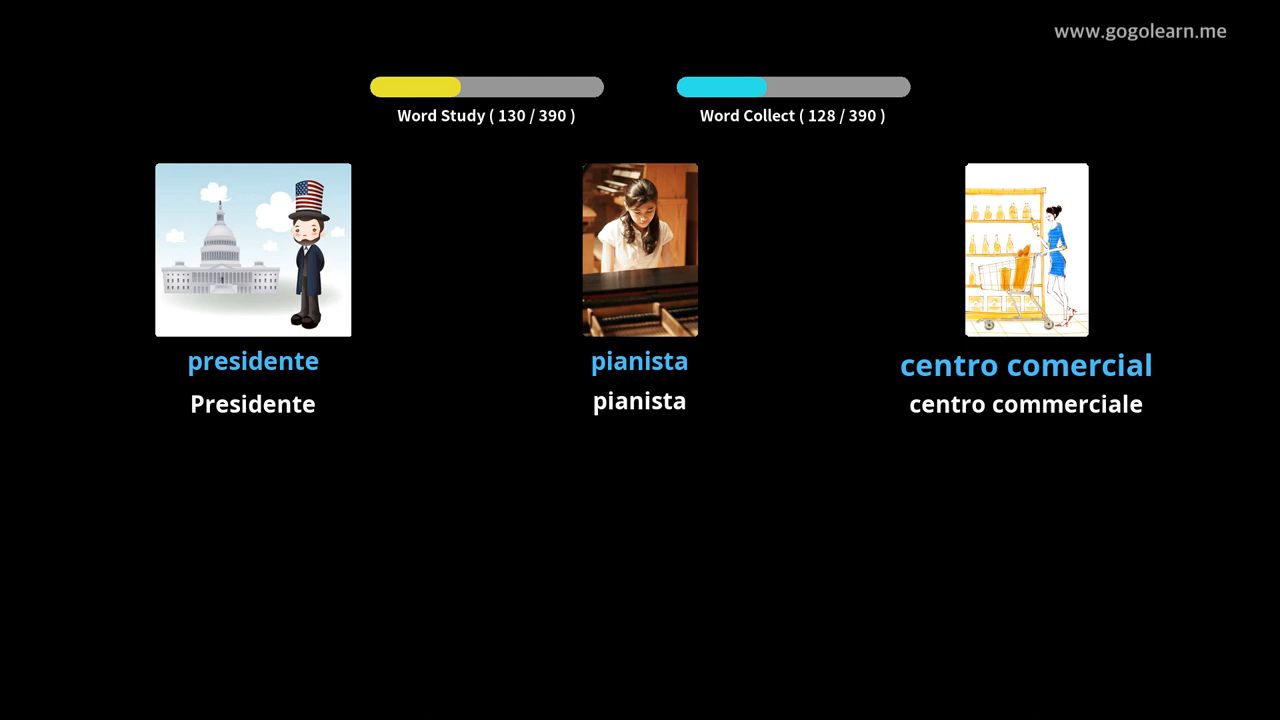 www.gogolearn.me
Word Study ( 130 / 390 )
Word Collect ( 128 / 390 )
presidente
Presidente
pianista
pianista
centro comercial
centro commerciale